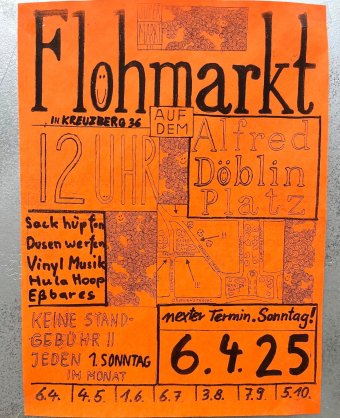 Flohmarkt
IN KREUZBERG 36
AUF
DEM
12 UHR
Alfred
Döblin
Platz
Sack hüpfen
Dosen werfen
Vinyl Musik
Hula Hoop
Eßbares
KEINE STAND-
GEBÜHR !!
JEDEN 1 SONNTAG
IM MONAT
nexter Termin. Sonntag!
6.4.25
6.4. 4.5 1.6. 6.7 3.8. 7.9. 5.10.